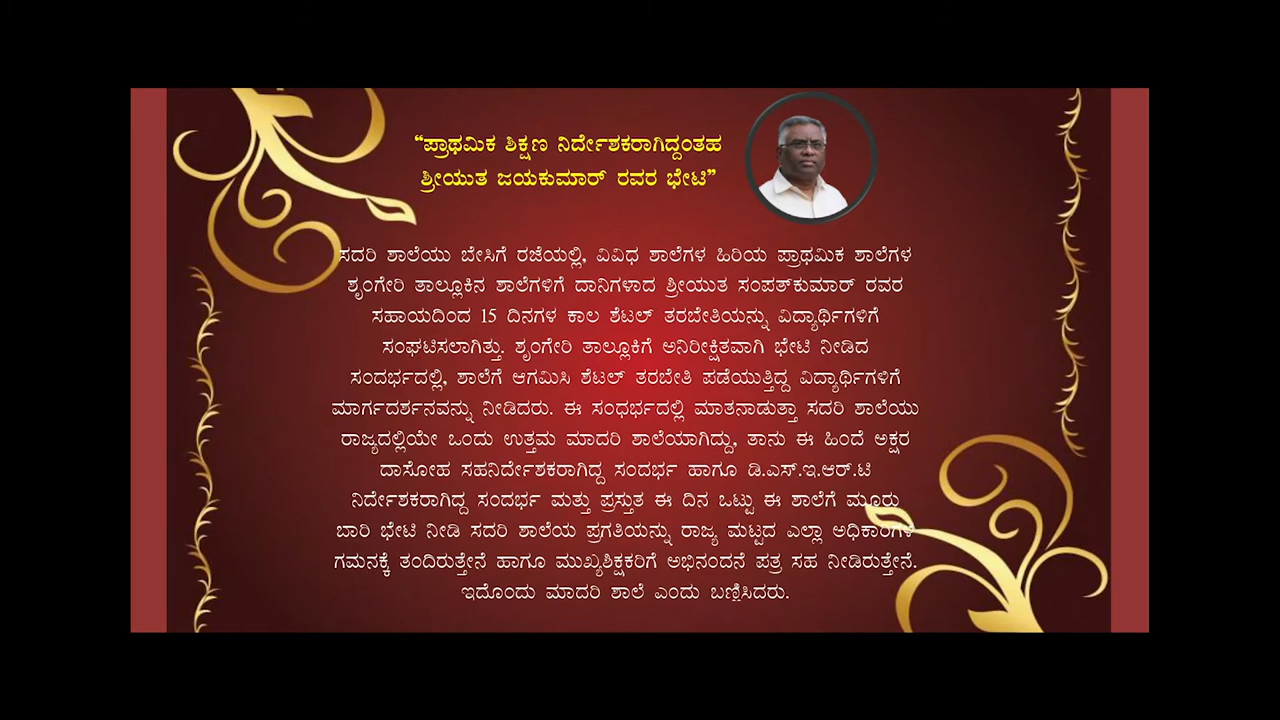 “ಪ್ರಾಥಮಿಕ ಶಿಕ್ಷಣ ನಿರ್ದೇಶಕರಾಗಿದ್ದಂತಹ
ಶ್ರೀಯುತ ಜಯಕುಮಾರ್ ರವರ ಭೇಟಿ”
ಸದರಿ ಶಾಲೆಯು ಬೇಸಿಗೆ ರಜೆಯಲ್ಲಿ, ವಿವಿಧ ಶಾಲೆಗಳ ಹಿರಿಯ ಪ್ರಾಥಮಿಕ ಶಾಲೆಗಳ
ಶೃಂಗೇರಿ ತಾಲ್ಲೂಕಿನ ಶಾಲೆಗಳಿಗೆ ದಾನಿಗಳಾದ ಶ್ರೀಯುತ ಸಂಪತ್‌ಕುಮಾರ್ ರವರ
ಸಹಾಯದಿಂದ 15 ದಿನಗಳ ಕಾಲ ಶೆಟಲ್ ತರಬೇತಿಯನ್ನು ವಿದ್ಯಾರ್ಥಿಗಳಿಗೆ
ಸಂಘಟಿಸಲಾಗಿತ್ತು. ಶೃಂಗೇರಿ ತಾಲ್ಲೂಕಿಗೆ ಅನಿರೀಕ್ಷಿತವಾಗಿ ಭೇಟಿ ನೀಡಿದ
ಸಂದರ್ಭದಲ್ಲಿ, ಶಾಲೆಗೆ ಆಗಮಿಸಿ ಶೆಟಲ್ ತರಬೇತಿ ಪಡೆಯುತ್ತಿದ್ದ ವಿದ್ಯಾರ್ಥಿಗಳಿಗೆ
ಮಾರ್ಗದರ್ಶನವನ್ನು ನೀಡಿದರು. ಈ ಸಂಧರ್ಭದಲ್ಲಿ ಮಾತನಾಡುತ್ತಾ ಸದರಿ ಶಾಲೆಯು
ರಾಜ್ಯದಲ್ಲಿಯೇ ಒಂದು ಉತ್ತಮ ಮಾದರಿ ಶಾಲೆಯಾಗಿದ್ದು, ತಾನು ಈ ಹಿಂದೆ ಅಕ್ಷರ
ದಾಸೋಹ ಸಹನಿರ್ದೇಶಕರಾಗಿದ್ದ ಸಂದರ್ಭ ಹಾಗೂ ಡಿ.ಎಸ್.ಇ.ಆರ್.ಟಿ
ನಿರ್ದೇಶಕರಾಗಿದ್ದ ಸಂದರ್ಭ ಮತ್ತು ಪ್ರಸ್ತುತ ಈ ದಿನ ಒಟ್ಟು ಈ ಶಾಲೆಗೆ ಮೂರು
ಬಾರಿ ಭೇಟಿ ನೀಡಿ ಸದರಿ ಶಾಲೆಯ ಪ್ರಗತಿಯನ್ನು ರಾಜ್ಯ ಮಟ್ಟದ ಎಲ್ಲಾ ಅಧಿಕಾರಿಗಳ
ಗಮನಕ್ಕೆ ತಂದಿರುತ್ತೇನೆ ಹಾಗೂ ಮುಖ್ಯಶಿಕ್ಷಕರಿಗೆ ಅಭಿನಂದನೆ ಪತ್ರ ಸಹ ನೀಡಿರುತ್ತೇನೆ.
ಇದೊಂದು ಮಾದರಿ ಶಾಲೆ ಎಂದು ಬಣ್ಣಿಸಿದರು.